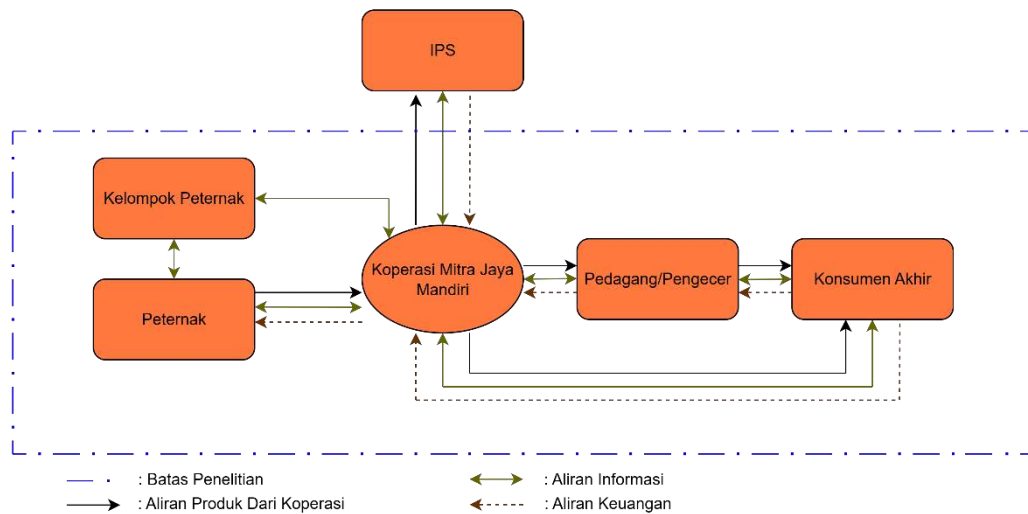 IPS
Kelompok Peternak
Koperasi Mitra Jaya
Mandiri
Pedagang/Pengecer
Konsumen Akhir
Peternak
: Batas Penelitian
: Aliran Informasi
: Aliran Produk Dari Koperasi
: Aliran Keuangan